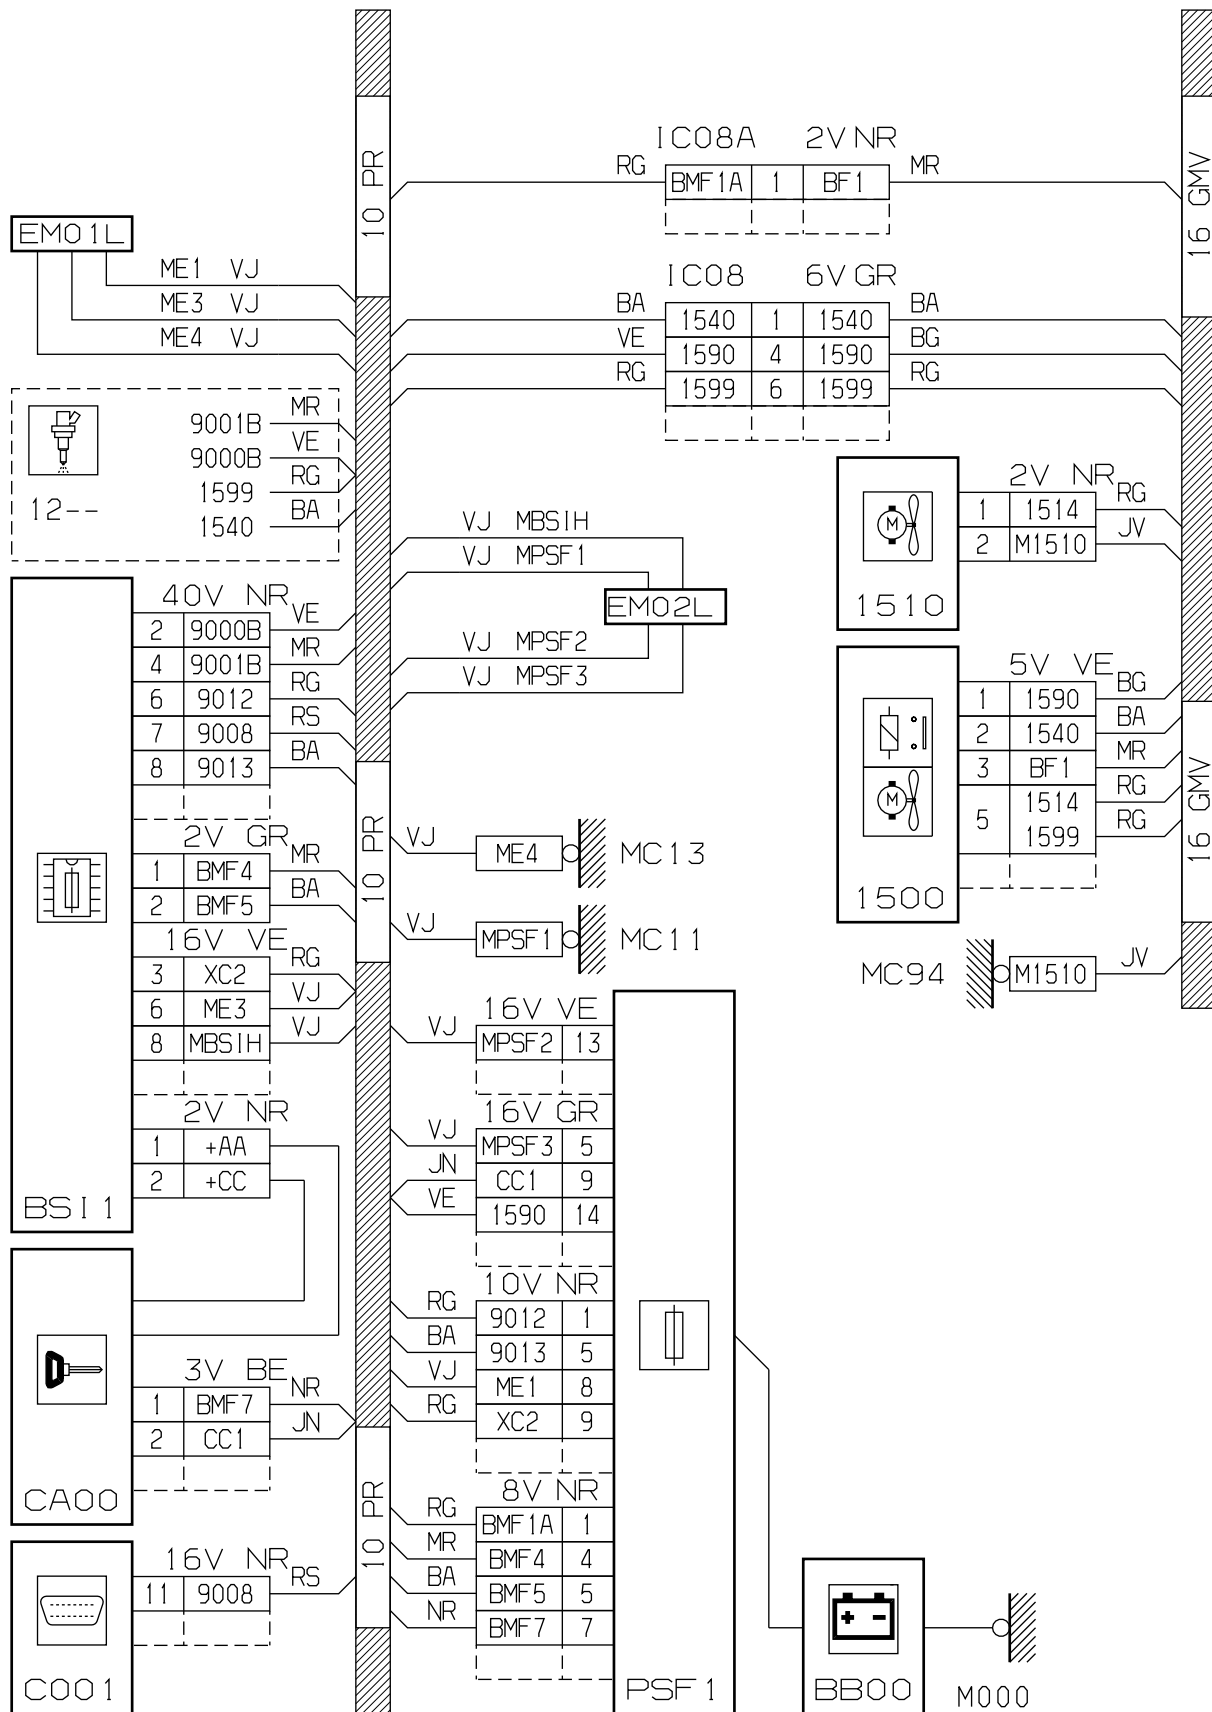 10 PR
16 GMV
IC08A 2V NR
RG BMF1A 1 BF1 MR
EM01L
ME1 VJ
ME3 VJ
ME4 VJ
IC08 6V GR
BA 1540 1 1540 BA
VE 1590 4 1590 BG
RG 1599 6 1599 RG
9001B MR
9000B VE
1599 RG
1540 BA
12--
VJ MBSIH
VJ MPSF1
EM02L
VJ MPSF2
VJ MPSF3
2V NR
1 1514 RG
2 M1510 JV
M
1510
40V NR
2 9000B VE
4 9001B MR
6 9012 RG
7 9008 RS
8 9013 BA
2V GR
1 BMF4 MR
2 BMF5 BA
16V VE
3 XC2 RG
6 ME3 VJ
8 MBSIH VJ
2V NR
1 +AA
2 +CC
BSI1
10 PR
VJ ME4 MC13
VJ MPSF1 MC11
5V VE
1 1590 BG
2 1540 BA
3 BF1 MR
5 1514 RG
1599 RG
M
1500
16 GMV
MC94 M1510 JV
16V VE
VJ MPSF2 13
16V GR
VJ MPSF3 5
JN CC1 9
VE 1590 14
10V NR
RG 9012 1
BA 9013 5
VJ ME1 8
RG XC2 9
8V NR
RG BMF1A 1
MR BMF4 4
BA BMF5 5
NR BMF7 7
PSF1
3V BE
1 BMF7 NR
2 CC1 JN
CA00
10 PR
16V NR
11 9008 RS
C001
+ -
BB00
M000